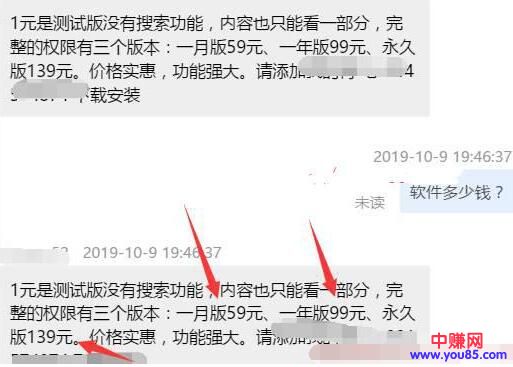 1元是测试版没有搜索功能，内容也只能看一部分，完
整的权限有三个版本：一月版59元、一年版99元、永久
版139元。价格实惠，功能强大。请添加
下载安装
2019-10-9 19:46:37
软件多少钱？
未读
2019-10-9 19:46:37
1元是测试版没有搜索功能，内容也只能看一部分，完
整的权限有三个版本：一月版59元、一年版99元、永久
版139元。价格实惠，功能强大。请添加
中赚网
www.you85.com